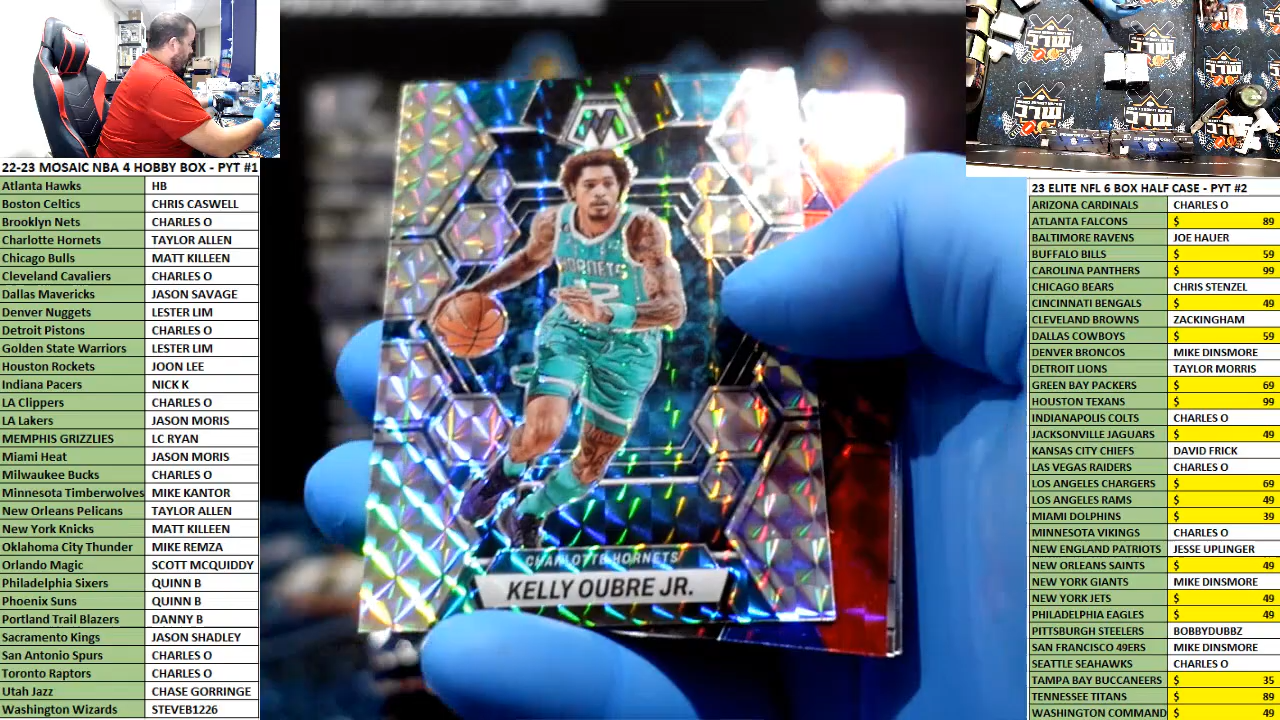 22-23 MOSAIC NBA 4 HOBBY BOX - PYT #1
Atlanta Hawks HB
Boston Celtics CHRIS CASWELL
Brooklyn Nets CHARLES O
Charlotte Hornets TAYLOR ALLEN
Chicago Bulls MATT KILLEEN
Cleveland Cavaliers CHARLES O
Dallas Mavericks JASON SAVAGE
Denver Nuggets LESTER LIM
Detroit Pistons CHARLES O
Golden State Warriors LESTER LIM
Houston Rockets JOON LEE
Indiana Pacers NICK K
LA Clippers CHARLES O
LA Lakers JASON MORIS
MEMPHIS GRIZZLIES LC RYAN
Miami Heat JASON MORIS
Milwaukee Bucks CHARLES O
Minnesota Timberwolves MIKE KANTOR
New Orleans Pelicans TAYLOR ALLEN
New York Knicks MATT KILLEEN
Oklahoma City Thunder MIKE REMZA
Orlando Magic SCOTT MCQUIDDY
Philadelphia Sixers QUINN B
Phoenix Suns QUINN B
Portland Trail Blazers DANNY B
Sacramento Kings JASON SHADLEY
San Antonio Spurs CHARLES O
Toronto Raptors CHARLES O
Utah Jazz CHASE GORRINGE
Washington Wizards STEVEB1226
HORNETS
12
CHARLOTTE HORNETS
KELLY OUBRE JR.
23 ELITE NFL 6 BOX HALF CASE - PYT #2
ARIZONA CARDINALS CHARLES O
ATLANTA FALCONS $ 89
BALTIMORE RAVENS JOE HAUER
BUFFALO BILLS $ 59
CAROLINA PANTHERS $ 99
CHICAGO BEARS CHRIS STENZEL
CINCINNATI BENGALS $ 49
CLEVELAND BROWNS ZACKINGHAM
DALLAS COWBOYS $ 59
DENVER BRONCOS MIKE DINSMORE
DETROIT LIONS TAYLOR MORRIS
GREEN BAY PACKERS $ 69
HOUSTON TEXANS $ 99
INDIANAPOLIS COLTS CHARLES O
JACKSONVILLE JAGUARS $ 49
KANSAS CITY CHIEFS DAVID FRICK
LAS VEGAS RAIDERS CHARLES O
LOS ANGELES CHARGERS $ 69
LOS ANGELES RAMS $ 49
MIAMI DOLPHINS $ 39
MINNESOTA VIKINGS CHARLES O
NEW ENGLAND PATRIOTS JESSE UPLINGER
NEW ORLEANS SAINTS $ 49
NEW YORK GIANTS MIKE DINSMORE
NEW YORK JETS $ 49
PHILADELPHIA EAGLES $ 49
PITTSBURGH STEELERS BOBBYDUBBZ
SAN FRANCISCO 49ERS MIKE DINSMORE
SEATTLE SEAHAWKS CHARLES O
TAMPA BAY BUCCANEERS $ 35
TENNESSEE TITANS $ 89
WASHINGTON COMMAND $ 49